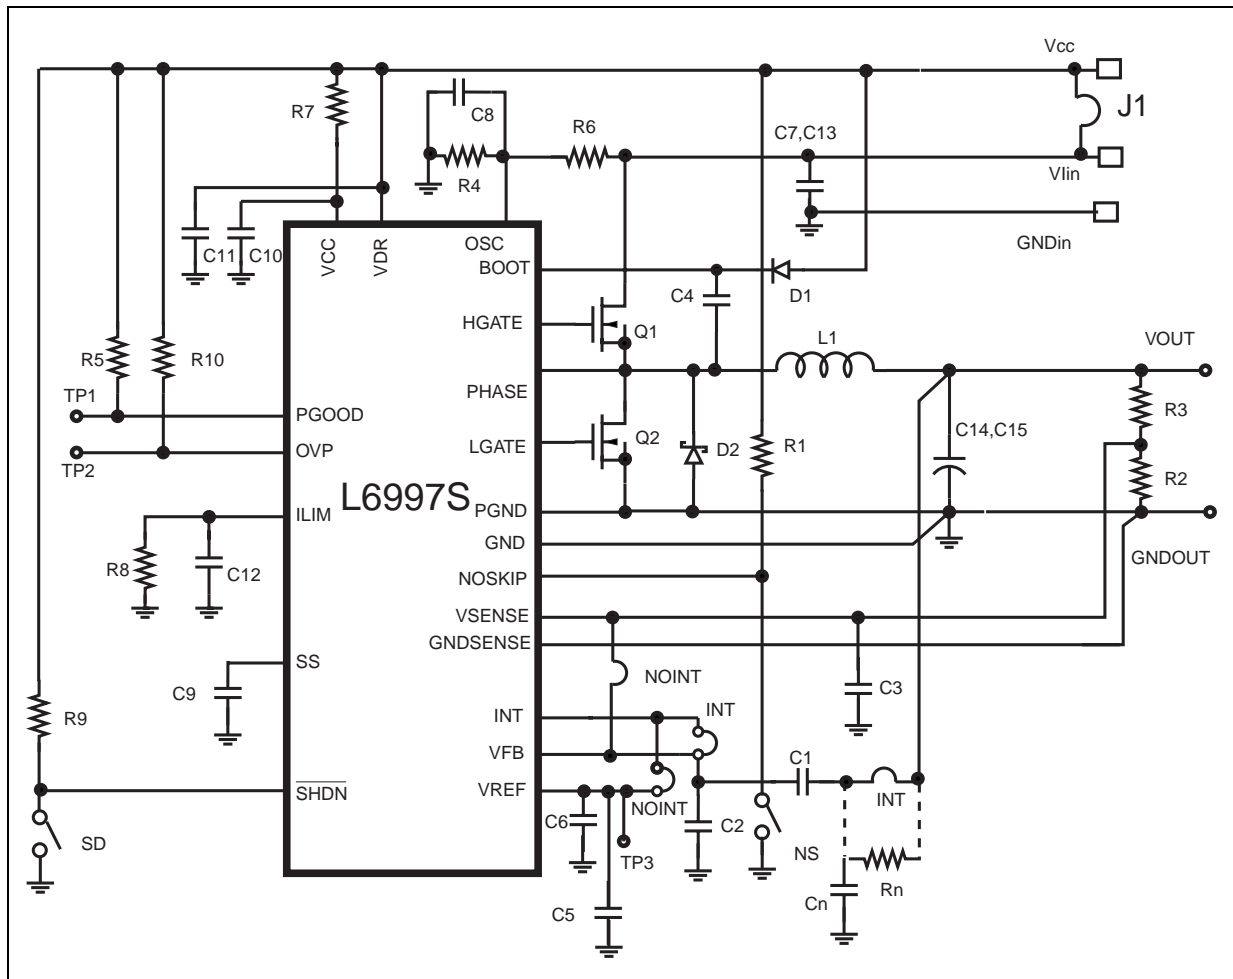 Vcc
J1
R7
C8
R6
C7,C13
R4
VIin
GNDin
C11
C10
VCC
VDR
OSC
BOOT
C4
D1
HGATE
Q1
L1
VOUT
R5
R10
PHASE
R3
TP1
PGOOD
C14,C15
LGATE
Q2
D2
R1
TP2
OVP
R2
L6997S
ILIM
PGND
GND
GNDOUT
R8
C12
NOSKIP
VSENSE
GNDSENSE
SS
C9
NOINT
C3
R9
INT
INT
VFB
C1
SHDN
VREF
NOINT
INT
C6
C2
SD
TP3
NS
Rn
C5
Cn